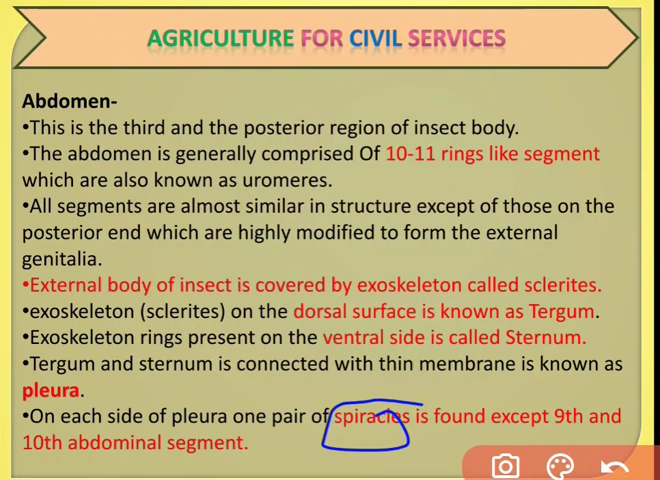 AGRICULTURE FOR CIVIL SERVICES
Abdomen-
•This is the third and the posterior region of insect body.
•The abdomen is generally comprised Of 10-11 rings like segment
which are also known as uromeres.
•All segments are almost similar in structure except of those on the
posterior end which are highly modified to form the external
genitalia.
•External body of insect is covered by exoskeleton called sclerites.
•exoskeleton (sclerites) on the dorsal surface is known as Tergum.
•Exoskeleton rings present on the ventral side is called Sternum.
•Tergum and sternum is connected with thin membrane is known as
pleura.
•On each side of pleura one pair of spiracles is found except 9th and
10th abdominal segment.